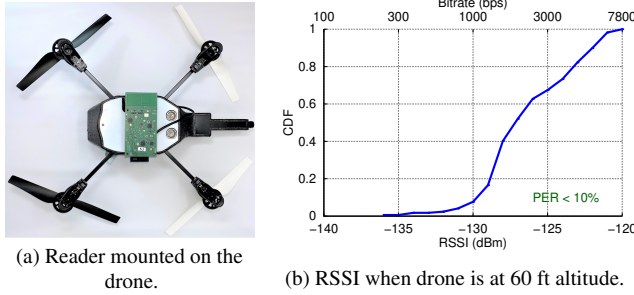 Bitrate (bps)
100 300 1000 3000 7800
1
0.8
0.6
0.4
0.2
0
CDF
PER < 10%
−140 −135 −130 −125 −120
RSSI (dBm)
(a) Reader mounted on the
drone.
(b) RSSI when drone is at 60 ft altitude.